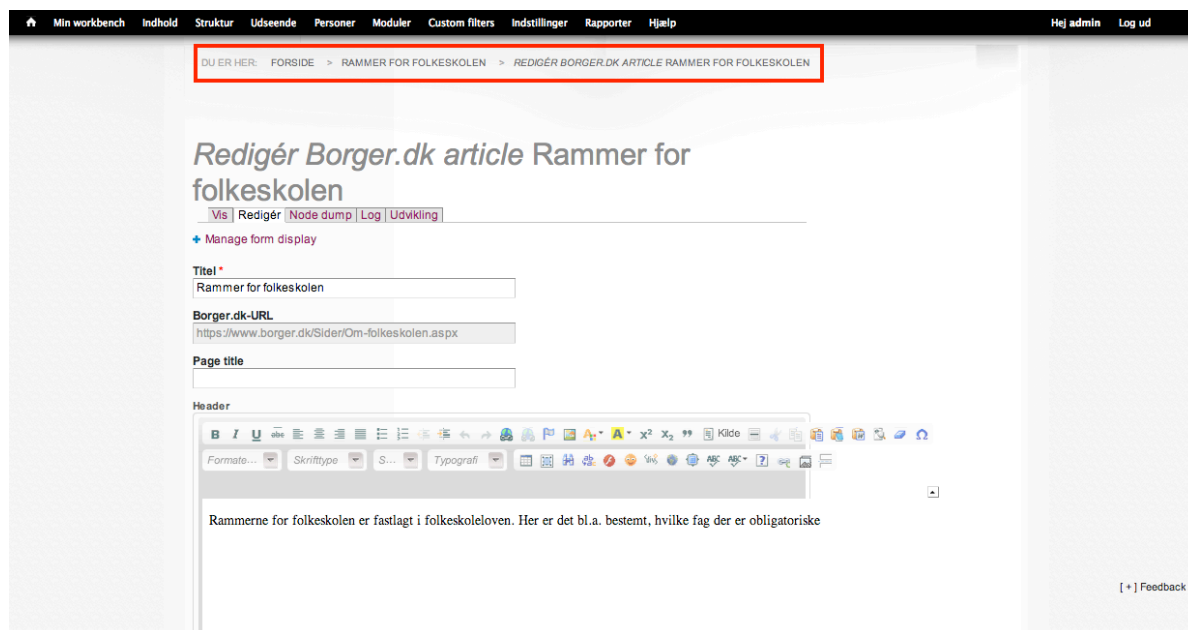 Min workbench Indhold Struktur Udseende Personer Moduler Custom filters Indstillinger Rapporter Hjælp Hej admin Log ud
DU ER HER: FORSIDE > RAMMER FOR FOLKESKOLEN > REDIGÉR BORGER.DK ARTICLE RAMMER FOR FOLKESKOLEN
Redigér Borger.dk article Rammer for
folkeskolen
Vis Redigér Node dump Log Udvikling
+ Manage form display
Titel *
Rammer for folkeskolen
Borger.dk-URL
https://www.borger.dk/Sider/Om-folkeskolen.aspx
Page title
Header
B I U abc x² x₂ Kilde
Formate... Skrifttype S... Typografi
Rammerne for folkeskolen er fastlagt i folkeskoleloven. Her er det bl.a. bestemt, hvilke fag der er obligatoriske
[ + ] Feedback